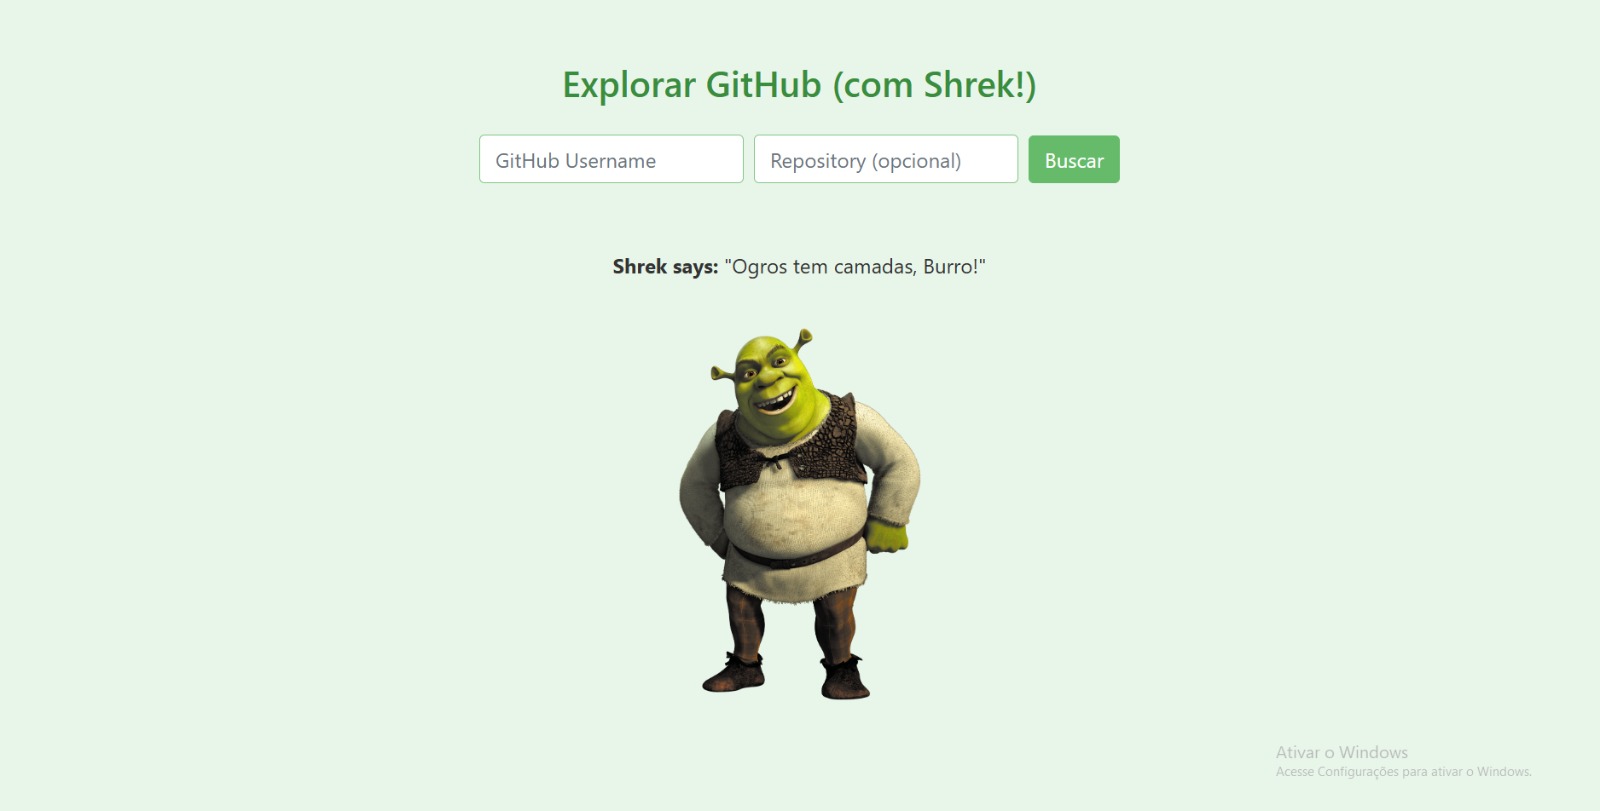 Explorar GitHub (com Shrek!)
GitHub Username
Repository (opcional)
Buscar
Shrek says: "Ogros tem camadas, Burro!"
Ativar o Windows
Acesse Configurações para ativar o Windows.